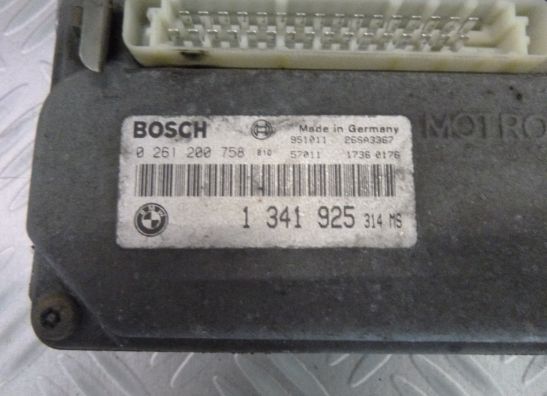 BOSCH Made in Germany
951011 26SA3367
0 261 200 758 57011 1736 0176
BMW
1 341 925 314 MS
MOTRO